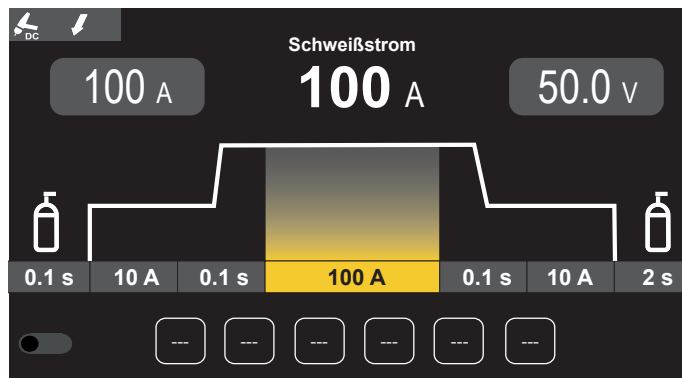 DC
Schweißstrom
100 A 100 A 50.0 V
0.1 s 10 A 0.1 s 100 A 0.1 s 10 A 2 s
--- --- --- --- --- ---